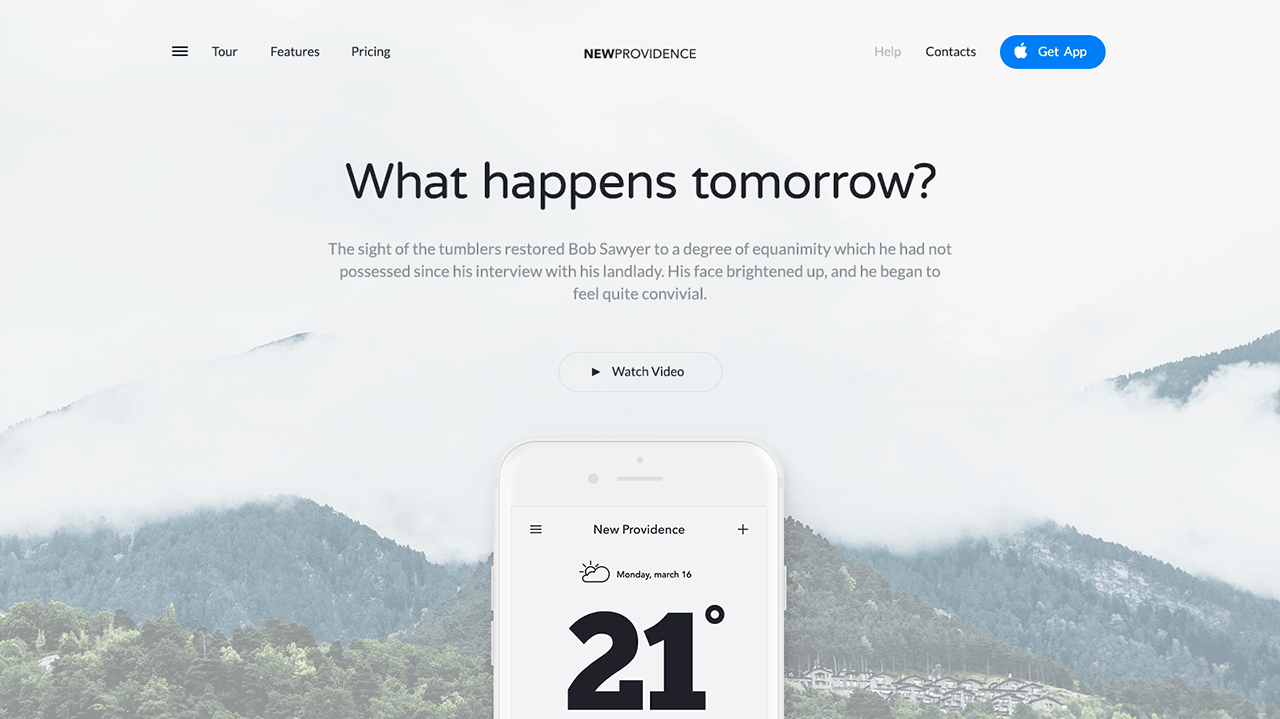 Tour Features Pricing NEWPROVIDENCE Help Contacts Get App
What happens tomorrow?
The sight of the tumblers restored Bob Sawyer to a degree of equanimity which he had not
possessed since his interview with his landlady. His face brightened up, and he began to
feel quite convivial.
Watch Video
New Providence
Monday, march 16
21°